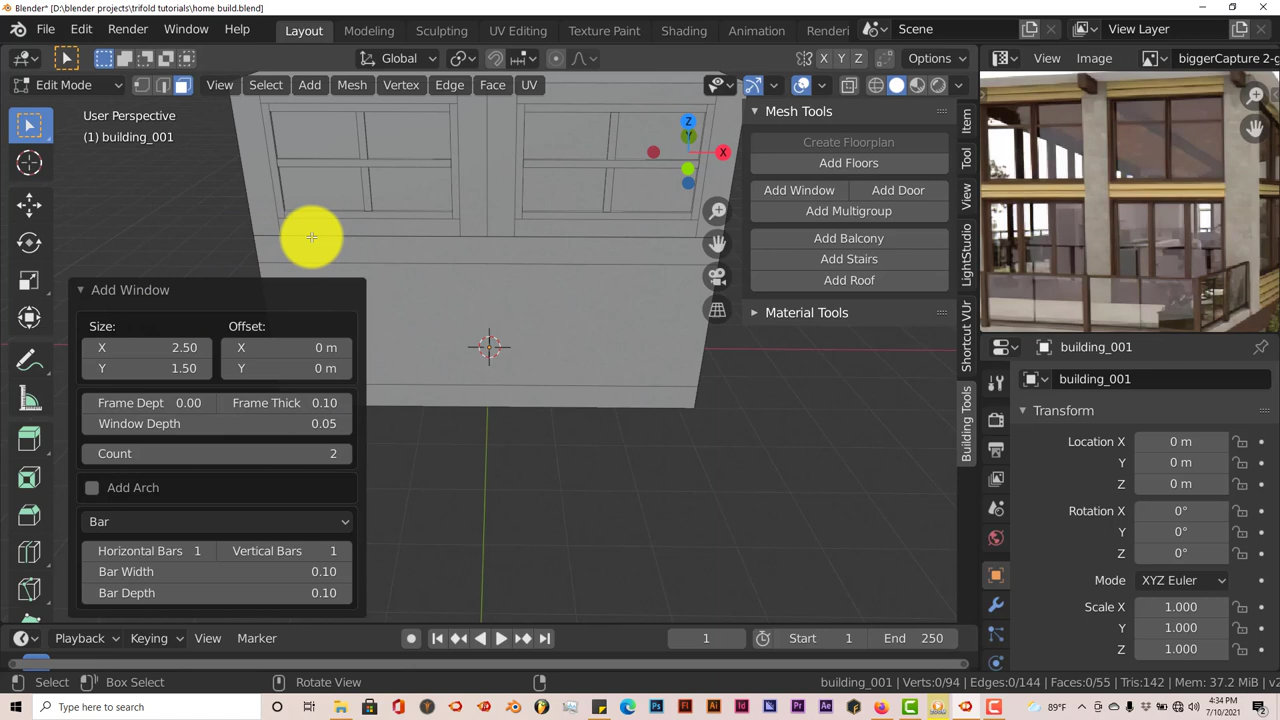 Blender* [D:\blender projects\trifold tutorials\home build.blend]
File Edit Render Window Help Layout Modeling Sculpting UV Editing Texture Paint Shading Animation Renderi Scene View Layer
Global X Y Z Options View Image biggerCapture 2-g
Edit Mode View Select Add Mesh Vertex Edge Face UV
User Perspective
(1) building_001
Z
Y
X
Mesh Tools
Create Floorplan
Add Floors
Add Window Add Door
Add Multigroup
Add Balcony
Add Stairs
Add Roof
Material Tools
Item
Tool
View
LightStudio
Shortcut VUr
Building Tools
Add Window
Size: Offset:
X 2.50 X 0 m
Y 1.50 Y 0 m
Frame Dept 0.00 Frame Thick 0.10
Window Depth 0.05
Count 2
Add Arch
Bar
Horizontal Bars 1 Vertical Bars 1
Bar Width 0.10
Bar Depth 0.10
building_001
building_001
Transform
Location X 0 m
Y 0 m
Z 0 m
Rotation X 0°
Y 0°
Z 0°
Mode XYZ Euler
Scale X 1.000
Y 1.000
Z 1.000
Playback Keying View Marker 1 Start 1 End 250
Select Box Select Rotate View building_001 | Verts:0/94 | Edges:0/144 | Faces:0/55 | Tris:142 | Mem: 37.2 MiB | v2
Type here to search 89°F 4:34 PM
7/10/2021 2